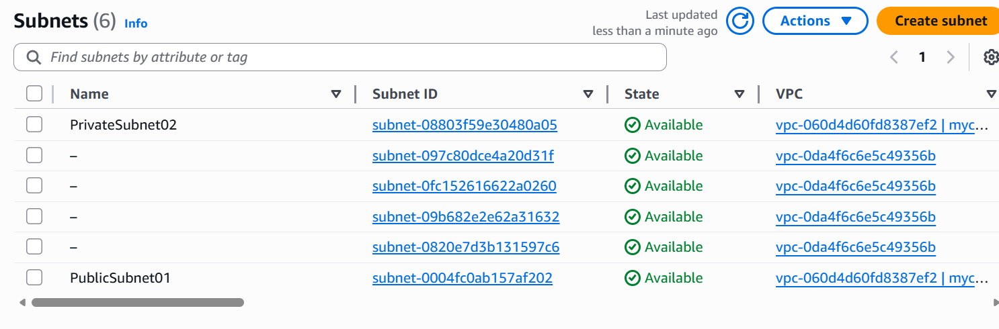 Subnets (6) Info
Last updated
less than a minute ago
Actions
Create subnet
Find subnets by attribute or tag
1
Name Subnet ID State VPC
PrivateSubnet02 subnet-08803f59e30480a05 Available vpc-060d4d60fd8387ef2 | myc...
– subnet-097c80dce4a20d31f Available vpc-0da4f6c6e5c49356b
– subnet-0fc152616622a0260 Available vpc-0da4f6c6e5c49356b
– subnet-09b682e2e62a31632 Available vpc-0da4f6c6e5c49356b
– subnet-0820e7d3b131597c6 Available vpc-0da4f6c6e5c49356b
PublicSubnet01 subnet-0004fc0ab157af202 Available vpc-060d4d60fd8387ef2 | myc...